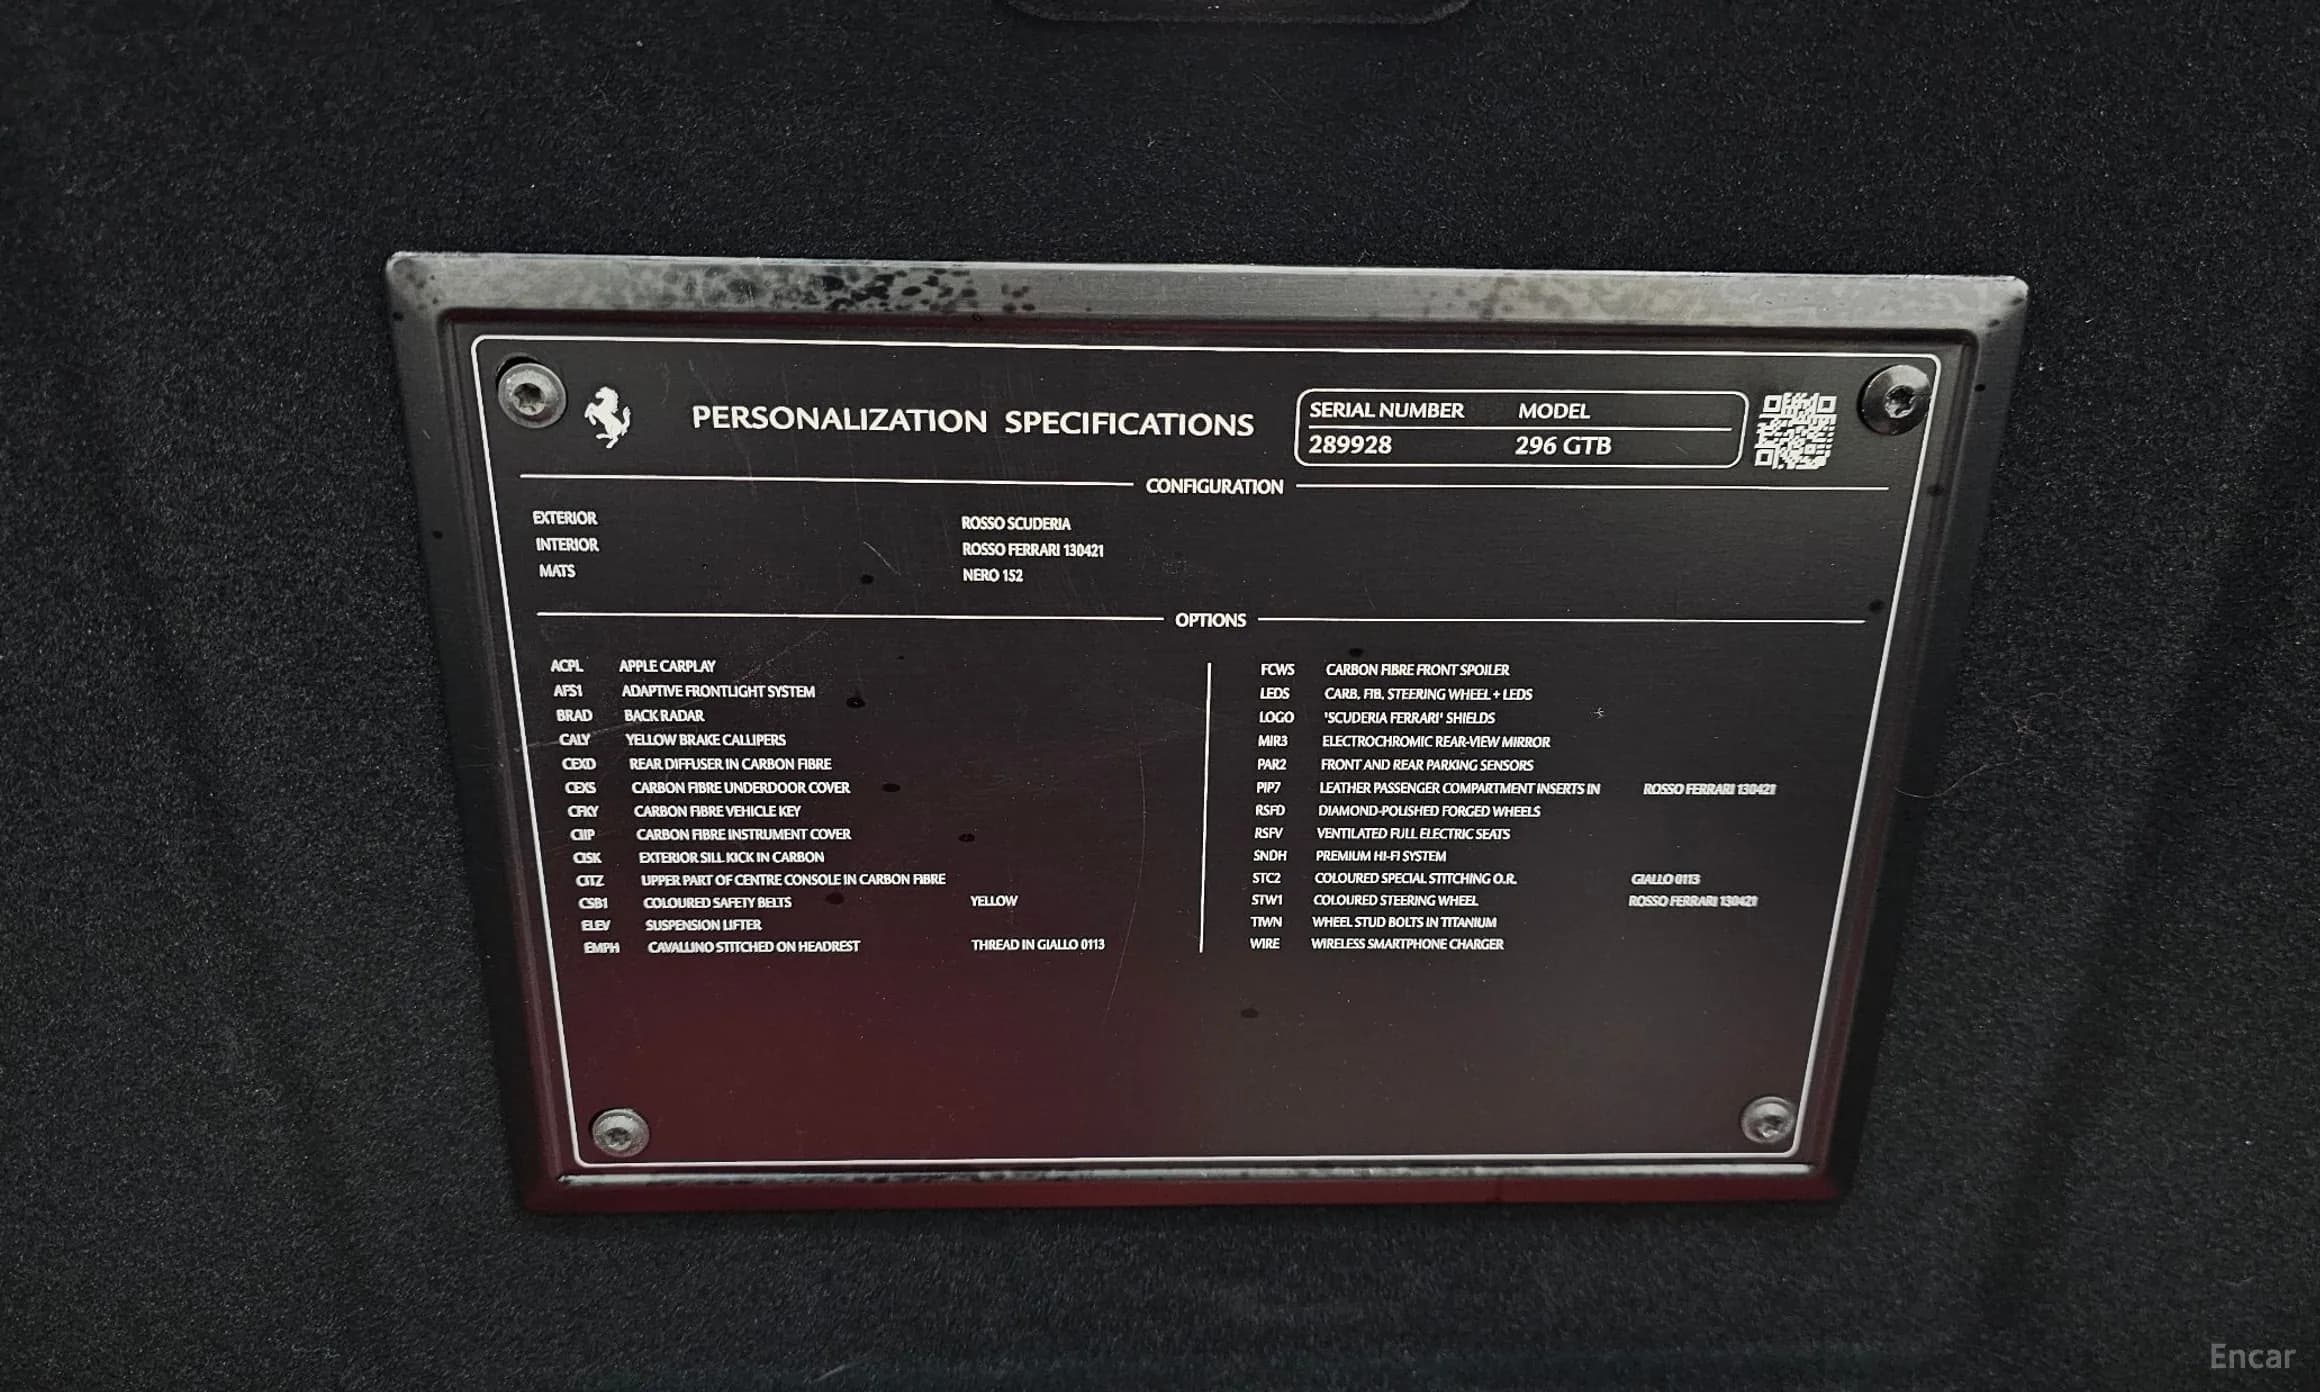 PERSONALIZATION SPECIFICATIONS
SERIAL NUMBER MODEL
289928 296 GTB
CONFIGURATION
EXTERIOR ROSSO SCUDERIA
INTERIOR ROSSO FERRARI 130421
MATS NERO 152
OPTIONS
ACPL APPLE CARPLAY
AFS1 ADAPTIVE FRONTLIGHT SYSTEM
BRAD BACK RADAR
CALY YELLOW BRAKE CALLIPERS
CEXD REAR DIFFUSER IN CARBON FIBRE
CEXS CARBON FIBRE UNDERDOOR COVER
CFKY CARBON FIBRE VEHICLE KEY
CIIP CARBON FIBRE INSTRUMENT COVER
CISK EXTERIOR SILL KICK IN CARBON
CITZ UPPER PART OF CENTRE CONSOLE IN CARBON FIBRE
CSB1 COLOURED SAFETY BELTS YELLOW
ELEV SUSPENSION LIFTER
EMPH CAVALLINO STITCHED ON HEADREST THREAD IN GIALLO 0113
FCWS CARBON FIBRE FRONT SPOILER
LEDS CARB. FIB. STEERING WHEEL + LEDS
LOGO 'SCUDERIA FERRARI' SHIELDS
MIR3 ELECTROCHROMIC REAR-VIEW MIRROR
PAR2 FRONT AND REAR PARKING SENSORS
PIP7 LEATHER PASSENGER COMPARTMENT INSERTS IN ROSSO FERRARI 130421
RSFD DIAMOND-POLISHED FORGED WHEELS
RSFV VENTILATED FULL ELECTRIC SEATS
SNDH PREMIUM HI-FI SYSTEM
STC2 COLOURED SPECIAL STITCHING O.R. GIALLO 0113
STW1 COLOURED STEERING WHEEL ROSSO FERRARI 130421
TIWN WHEEL STUD BOLTS IN TITANIUM
WIRE WIRELESS SMARTPHONE CHARGER
Encar